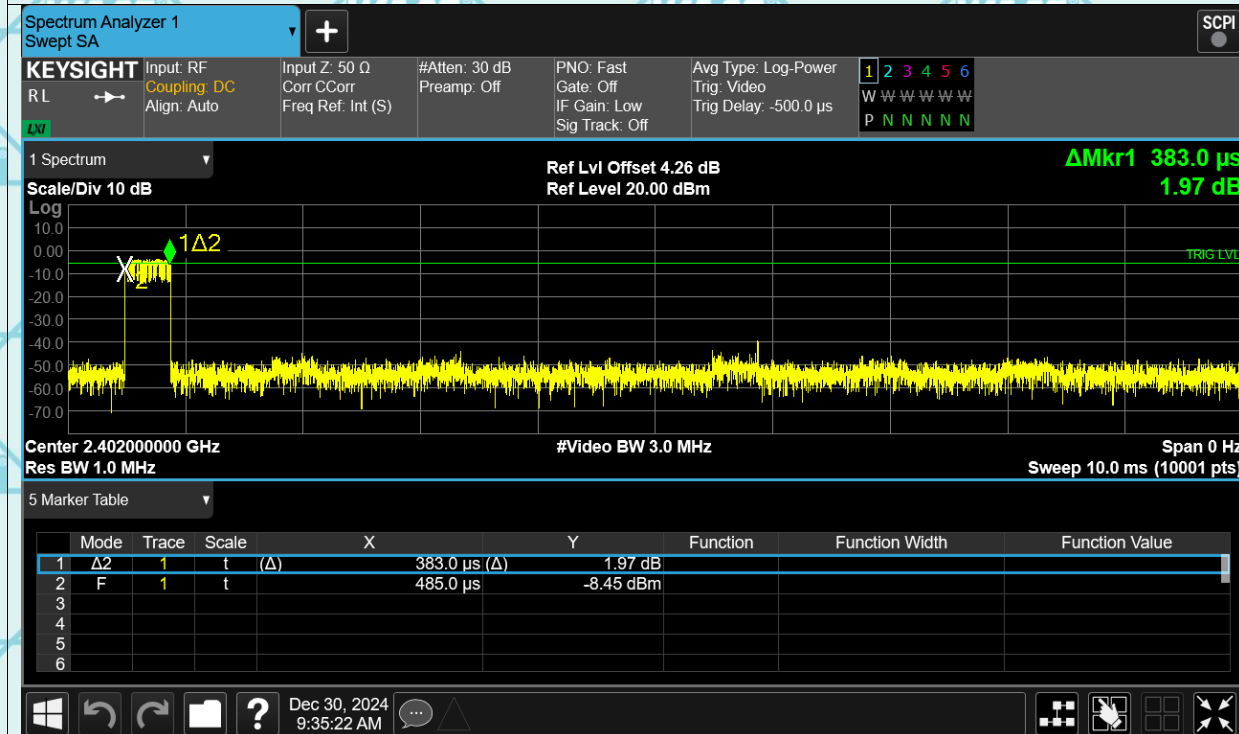 Spectrum Analyzer 1
Swept SA
+
SCPI
KEYSIGHT
RL
LXI
Input: RF
Coupling: DC
Align: Auto
Input Z: 50 Ω
Corr CCorr
Freq Ref: Int (S)
#Atten: 30 dB
Preamp: Off
PNO: Fast
Gate: Off
IF Gain: Low
Sig Track: Off
Avg Type: Log-Power
Trig: Video
Trig Delay: -500.0 µs
1 2 3 4 5 6
W W W W W W
P N N N N N
1 Spectrum
Scale/Div 10 dB
Ref Lvl Offset 4.26 dB
Ref Level 20.00 dBm
ΔMkr1 383.0 µs
1.97 dB
Log
10.0
0.00
-10.0
-20.0
-30.0
-40.0
-50.0
-60.0
-70.0
1Δ2
X
2
TRIG LVL
Center 2.402000000 GHz
#Video BW 3.0 MHz
Span 0 Hz
Res BW 1.0 MHz
Sweep 10.0 ms (10001 pts)
5 Marker Table
Mode Trace Scale X Y Function Function Width Function Value
1 Δ2 1 t (Δ) 383.0 µs (Δ) 1.97 dB
2 F 1 t 485.0 µs -8.45 dBm
3
4
5
6
?
Dec 30, 2024
9:35:22 AM